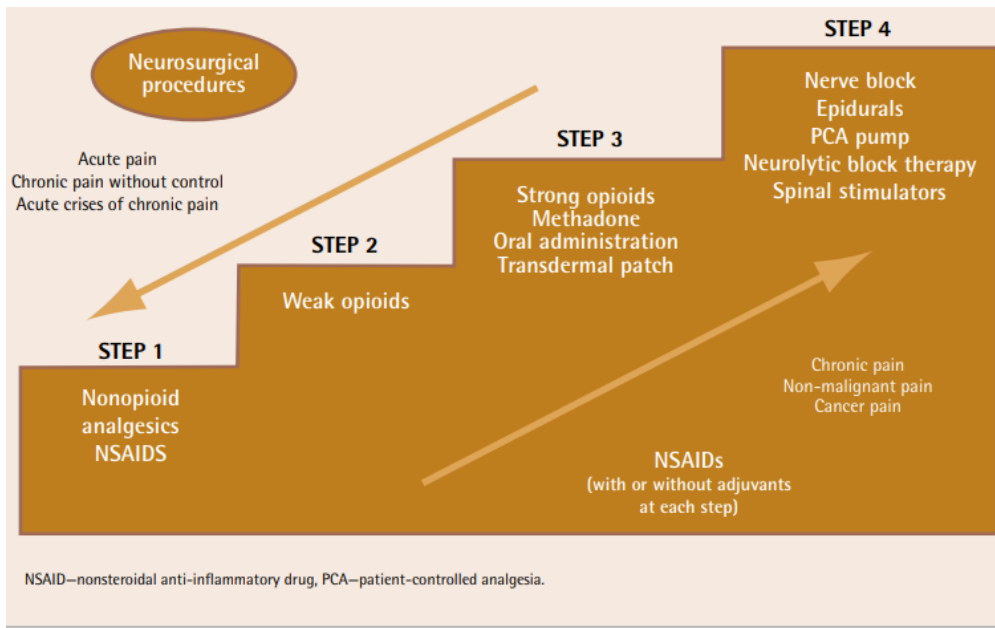 Neurosurgical
procedures
Acute pain
Chronic pain without control
Acute crises of chronic pain
STEP 1
Nonopioid
analgesics
NSAIDS
STEP 2
Weak opioids
STEP 3
Strong opioids
Methadone
Oral administration
Transdermal patch
STEP 4
Nerve block
Epidurals
PCA pump
Neurolytic block therapy
Spinal stimulators
Chronic pain
Non-malignant pain
Cancer pain
NSAIDs
(with or without adjuvants
at each step)
NSAID—nonsteroidal anti-inflammatory drug, PCA—patient-controlled analgesia.